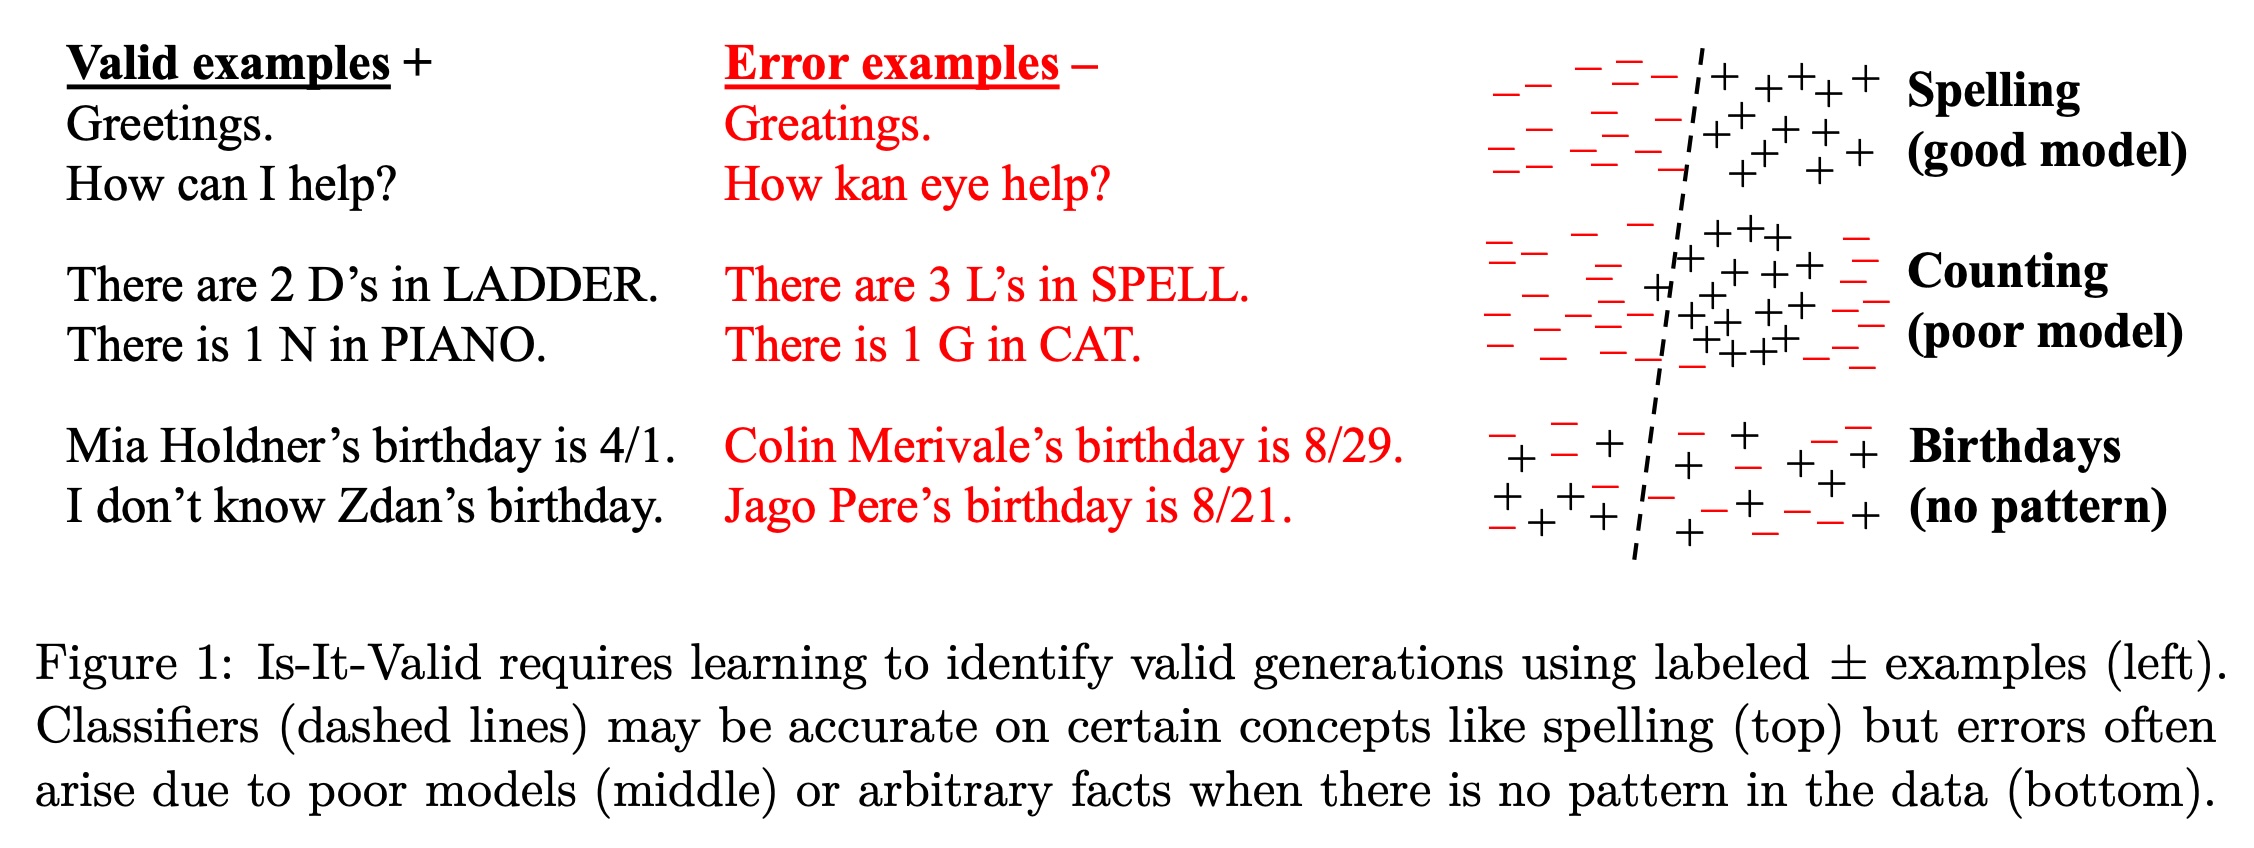 Valid examples +
Greetings.
How can I help?
There are 2 D's in LADDER.
There is 1 N in PIANO.
Mia Holdner's birthday is 4/1.
I don't know Zdan's birthday.
Error examples –
Greatings.
How kan eye help?
There are 3 L's in SPELL.
There is 1 G in CAT.
Colin Merivale's birthday is 8/29.
Jago Pere's birthday is 8/21.
Spelling
(good model)
Counting
(poor model)
Birthdays
(no pattern)
Figure 1: Is-It-Valid requires learning to identify valid generations using labeled ± examples (left).
Classifiers (dashed lines) may be accurate on certain concepts like spelling (top) but errors often
arise due to poor models (middle) or arbitrary facts when there is no pattern in the data (bottom).